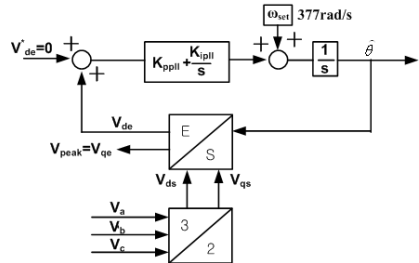 ω_set 377rad/s
V*_de=0 + + K_ppll + K_ipll/s + + 1/s θ̂
V_de E
V_peak=V_qe S
V_ds V_qs
V_a 3
V_b
V_c 2